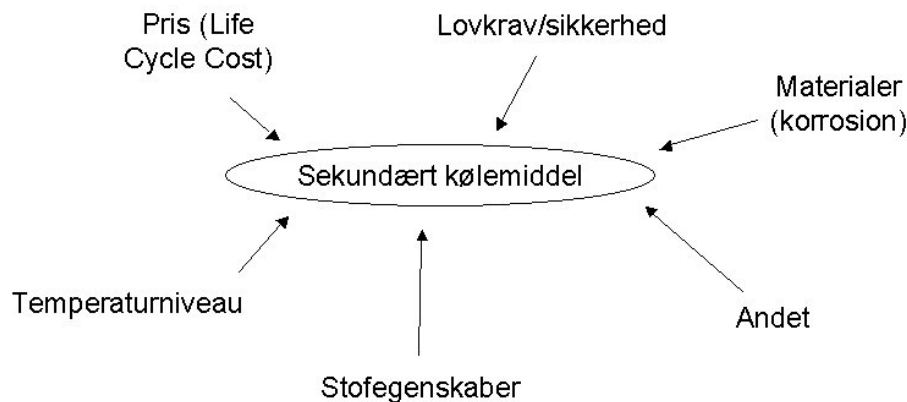 Pris (Life
Cycle Cost)
Lovkrav/sikkerhed
Materialer
(korrosion)
Sekundært kølemiddel
Temperaturniveau
Andet
Stofegenskaber